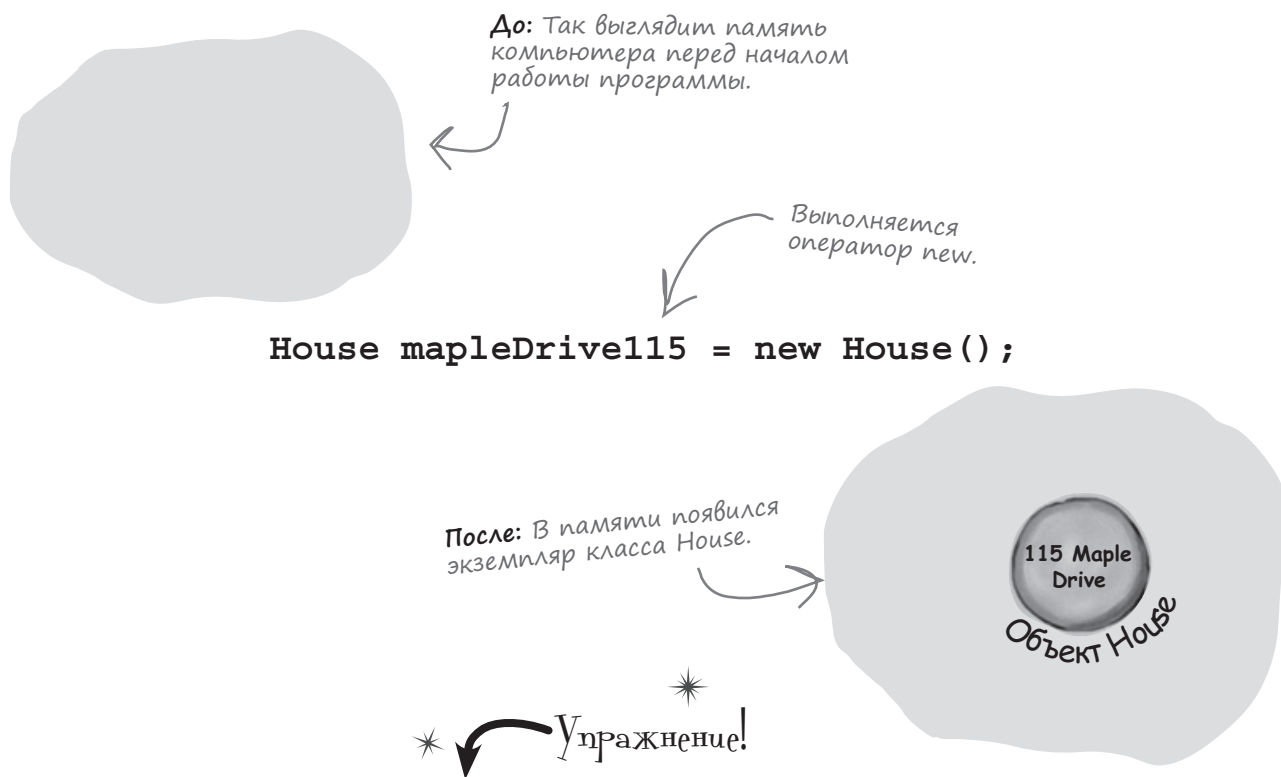 До: Так выглядит память
компьютера перед началом
работы программы.
Выполняется
оператор new.
House mapleDrive115 = new House();
После: В памяти появился
экземпляр класса House.
115 Maple
Drive
Объект House
Упражнение!